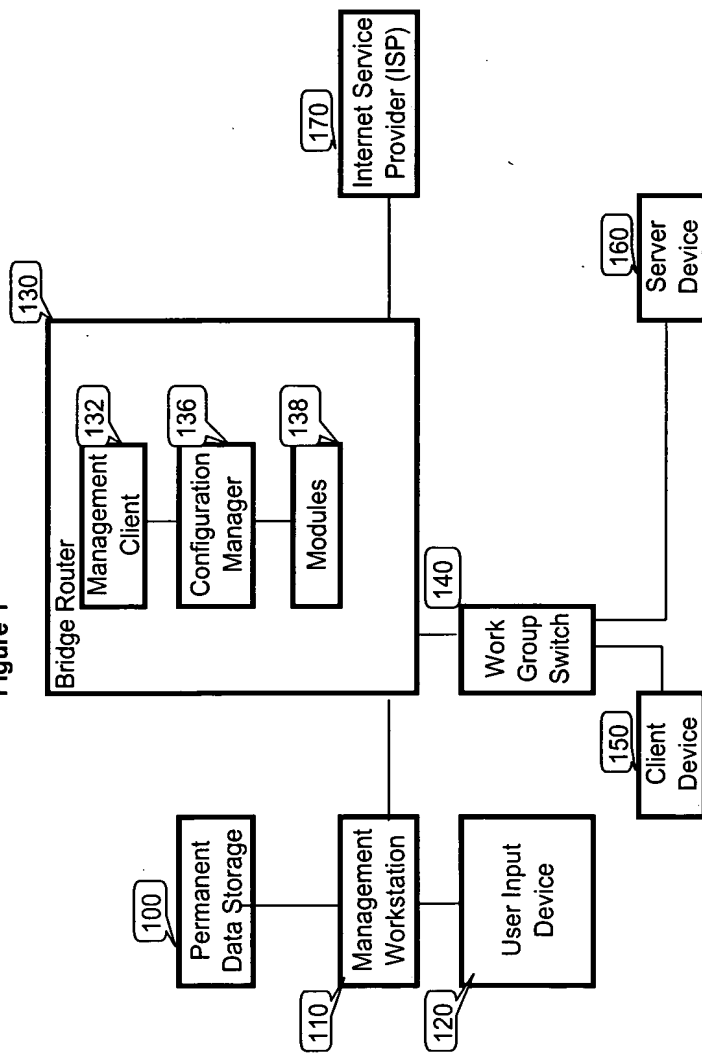 Figure 1
130
Bridge Router
132
Management
Client
136
Configuration
Manager
138
Modules
100
Permanent
Data Storage
110
Management
Workstation
120
User Input
Device
140
Work
Group
Switch
170
Internet Service
Provider (ISP)
150
Client
Device
160
Server
Device